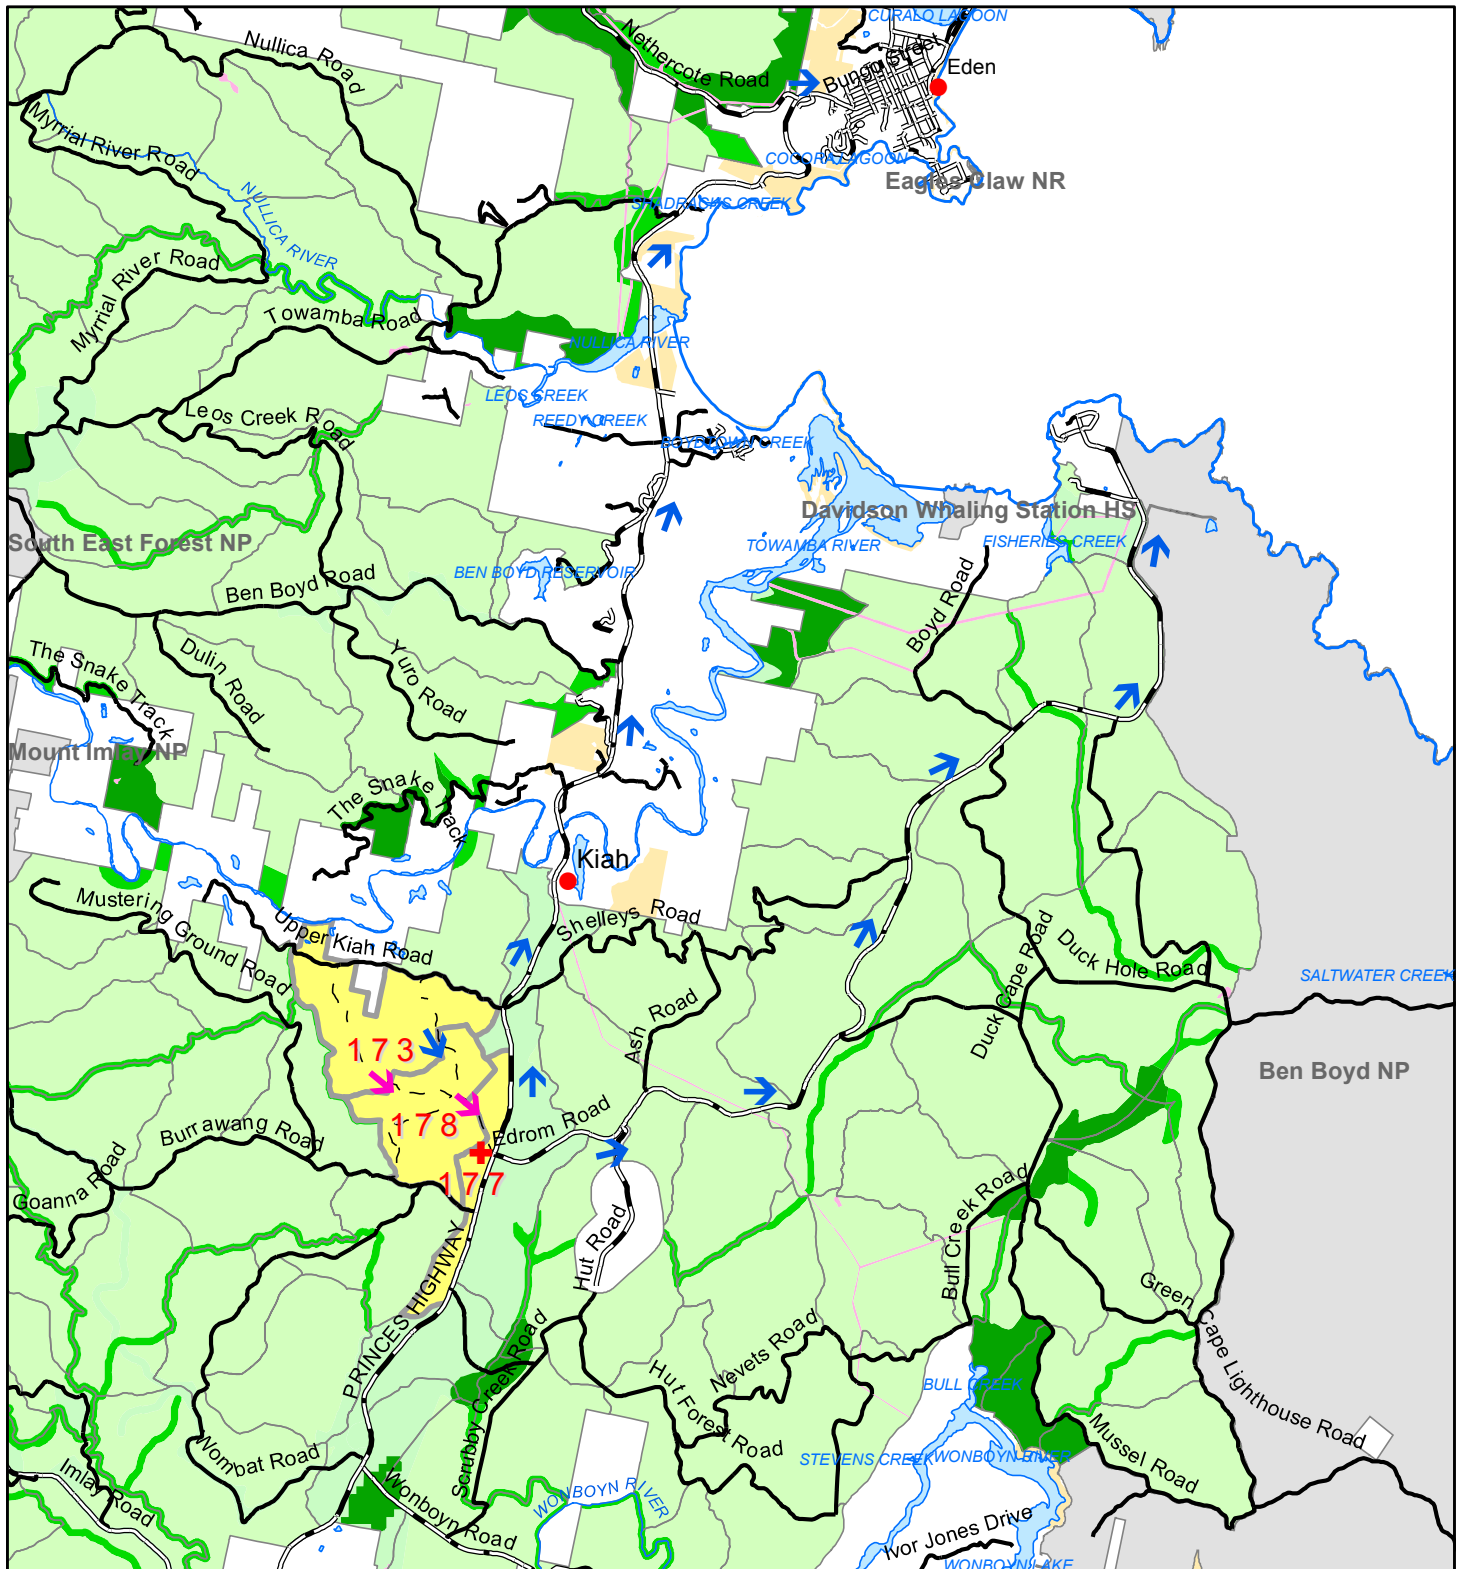 CURALO LAGOON
Nullica Road
Nethercote Road
Bungo Street
Eden
Myrrial River Road
COCORA LAGOON
Eagles Claw NR
NULLICA RIVER
SHADRACHS CREEK
Myrrial River Road
Towamba Road
NULLICA RIVER
LEOS CREEK
Leos Creek Road
REEDY CREEK
BOYDTOWN CREEK
Davidson Whaling Station HS
South East Forest NP
TOWAMBA RIVER
FISHERIES CREEK
BEN BOYD RESERVOIR
Ben Boyd Road
Boyd Road
The Snake Track
Dulin Road
Yuro Road
Mount Imlay NP
The Snake Track
Kiah
Mustering Ground Road
Upper Kiah Road
Shelleys Road
Duck Cape Road
Duck Hole Road
SALTWATER CREEK
Ash Road
173
Ben Boyd NP
178
Edrom Road
Burrawang Road
Goanna Road
177
Bull Creek Road
Hut Road
PRINCES HIGHWAY
Green Cape Lighthouse Road
Scrubby Creek Road
Nevets Road
Hut Forest Road
BULL CREEK
Mussel Road
Wombat Road
Imlay Road
STEVENS CREEK
WONBOYN RIVER
Wonboyn Road
WONBOYN RIVER
Ivor Jones Drive
WONBOYN LAKE